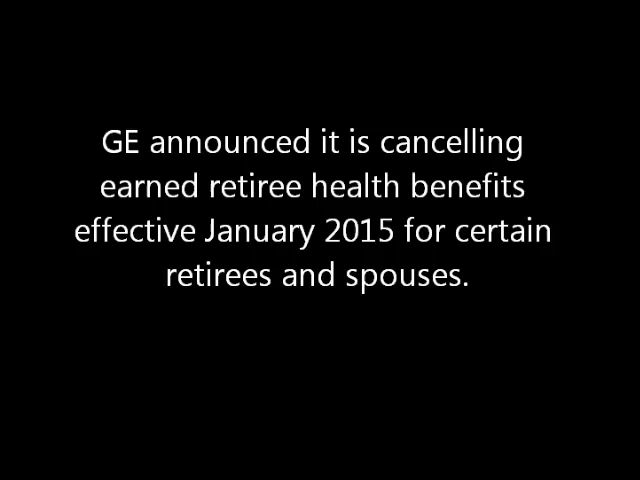 GE announced it is cancelling
earned retiree health benefits
effective January 2015 for certain
retirees and spouses.